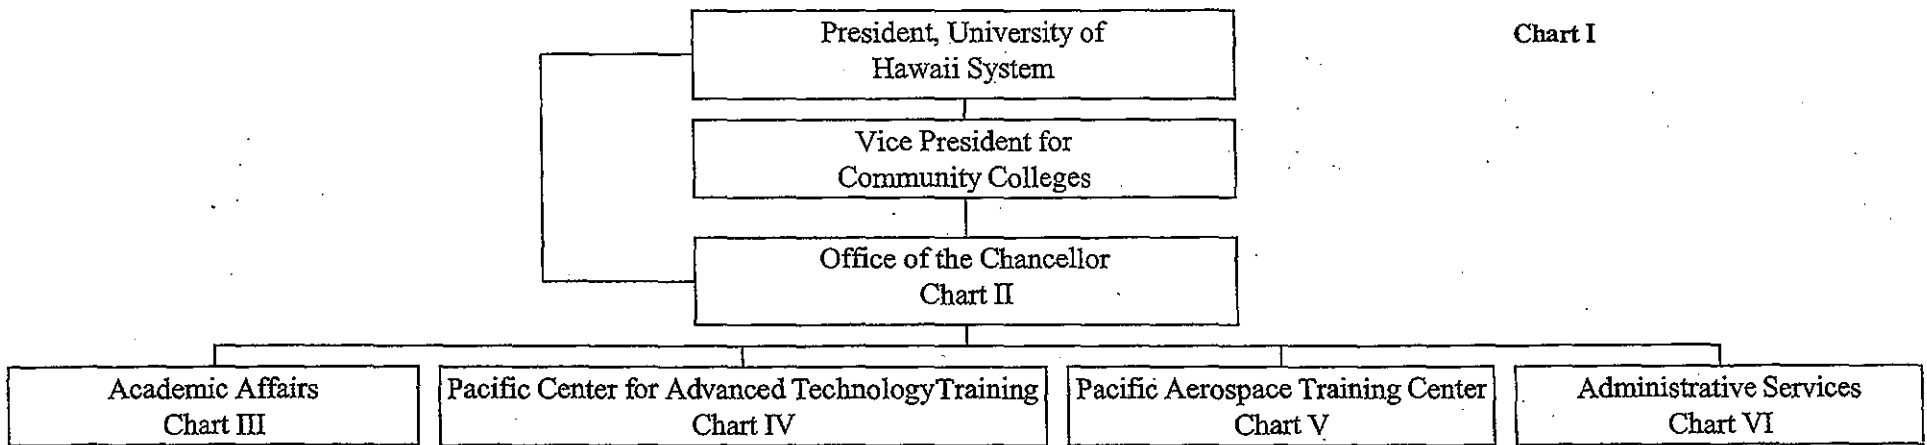 Chart I
President, University of
Hawaii System
Vice President for
Community Colleges
Office of the Chancellor
Chart II
Academic Affairs
Chart III
Pacific Center for Advanced TechnologyTraining
Chart IV
Pacific Aerospace Training Center
Chart V
Administrative Services
Chart VI